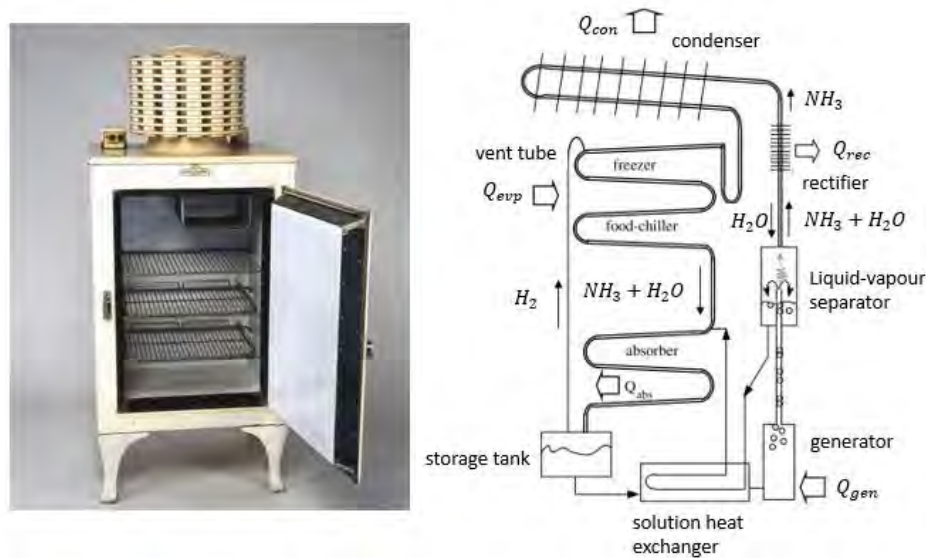 Q_con
condenser
NH_3
vent tube
freezer
Q_rec
rectifier
Q_evp
H_2O
NH_3 + H_2O
food-chiller
Liquid-vapour
separator
H_2
NH_3 + H_2O
absorber
Q_abs
generator
storage tank
Q_gen
solution heat
exchanger